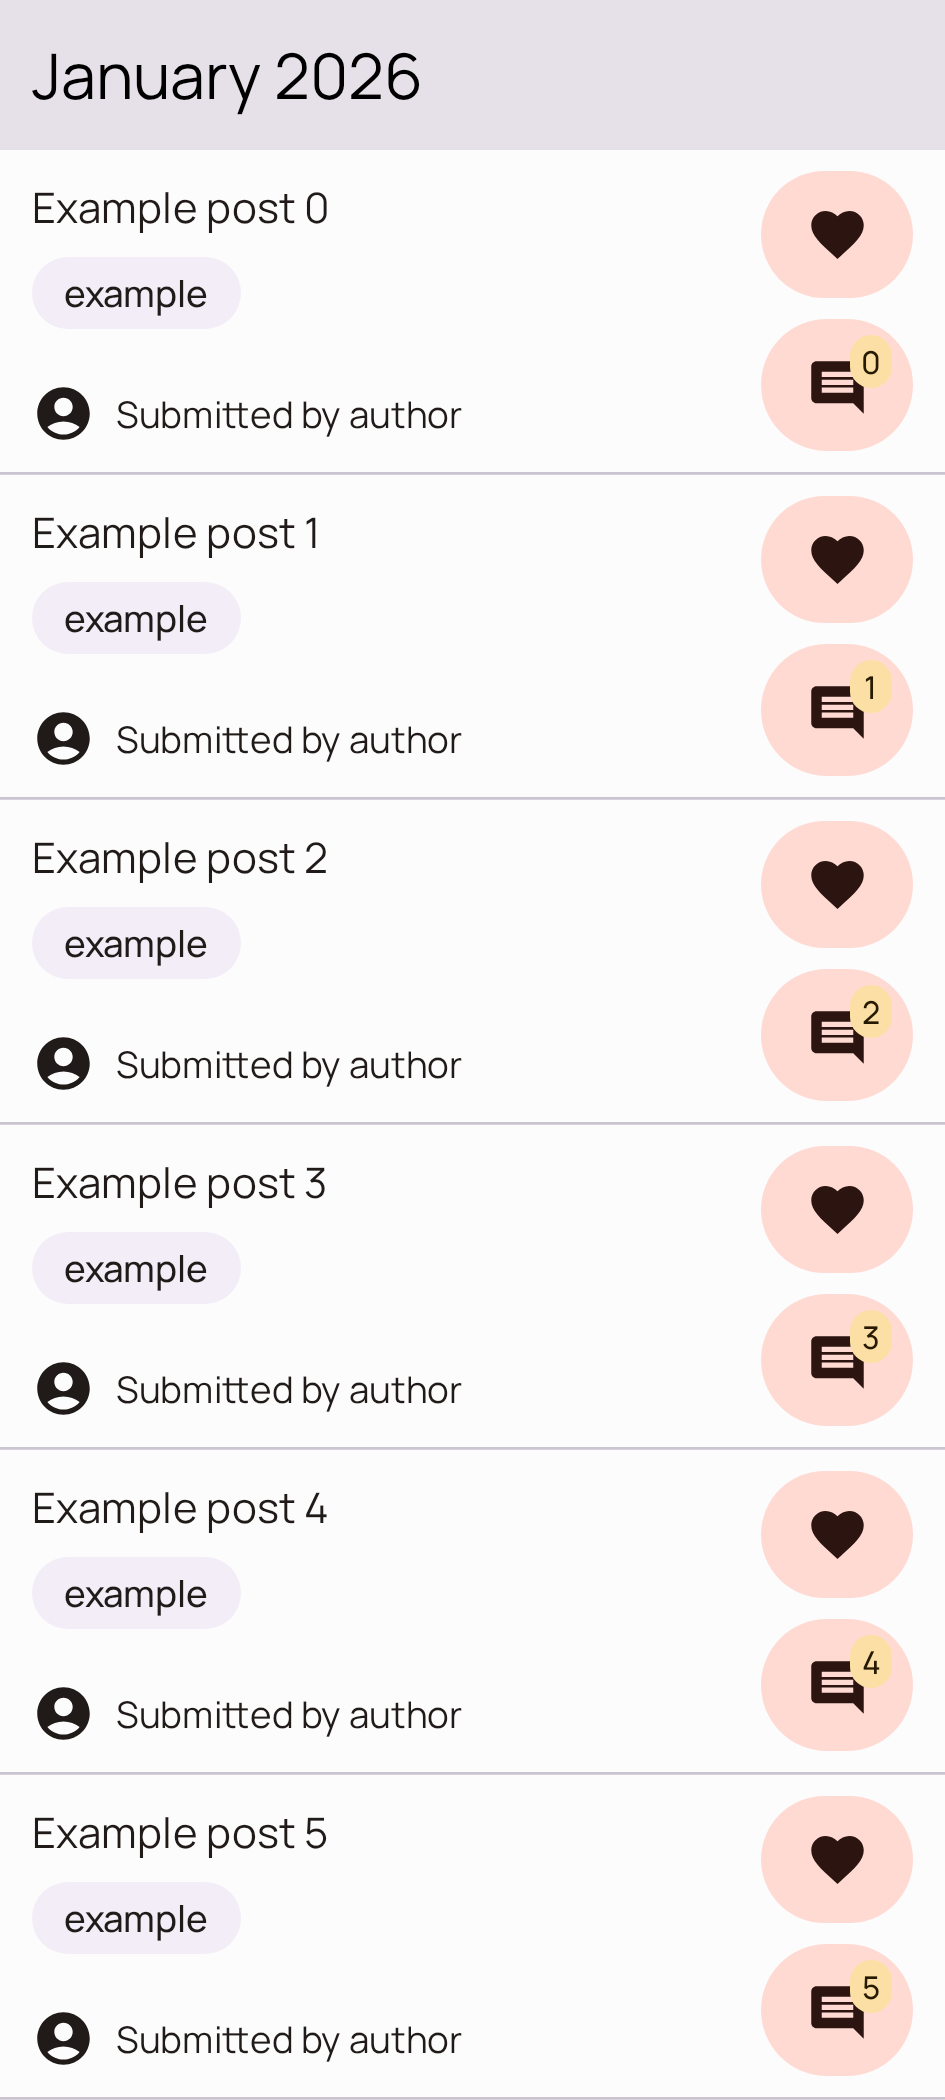 January 2026
Example post 0
example
0
Submitted by author
Example post 1
example
1
Submitted by author
Example post 2
example
2
Submitted by author
Example post 3
example
3
Submitted by author
Example post 4
example
4
Submitted by author
Example post 5
example
5
Submitted by author